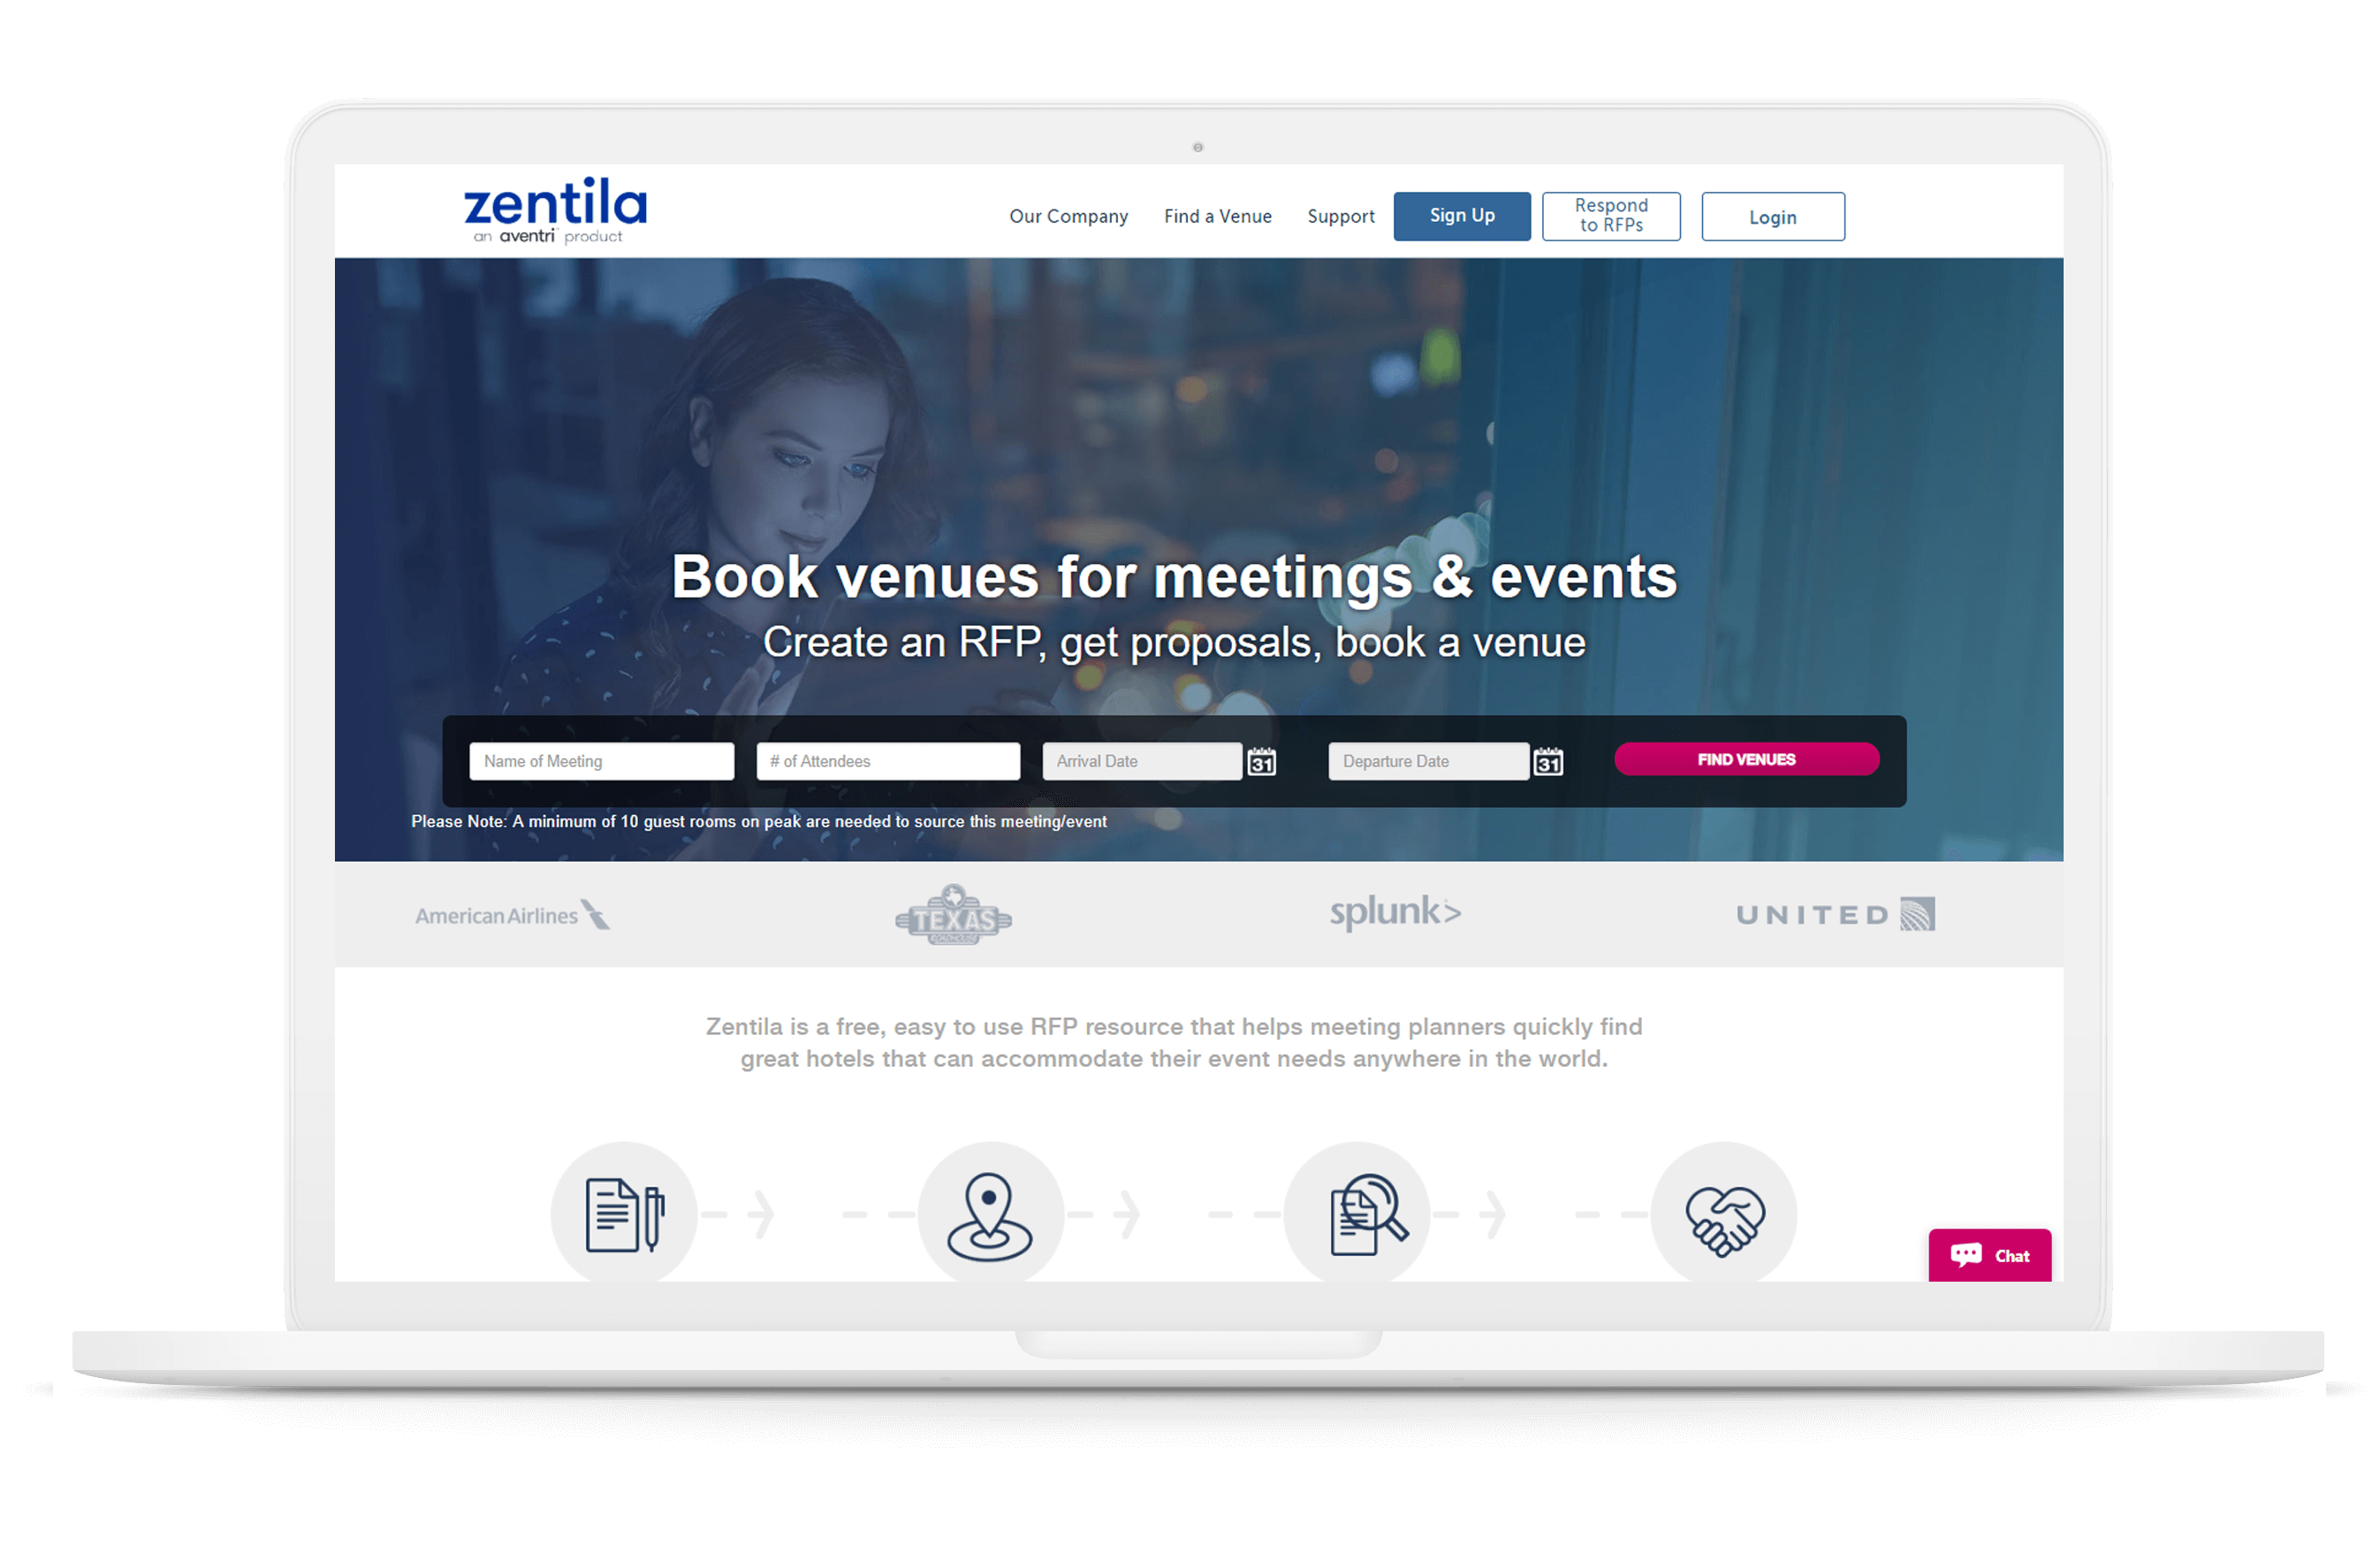 zentila
an aventri product
Our Company
Find a Venue
Support
Sign Up
Respond
to RFPs
Login
Book venues for meetings & events
Create an RFP, get proposals, book a venue
Name of Meeting
# of Attendees
Arrival Date
31
Departure Date
31
FIND VENUES
Please Note: A minimum of 10 guest rooms on peak are needed to source this meeting/event
American Airlines
TEXAS
ROADHOUSE
splunk>
UNITED
Zentila is a free, easy to use RFP resource that helps meeting planners quickly find
great hotels that can accommodate their event needs anywhere in the world.
Chat